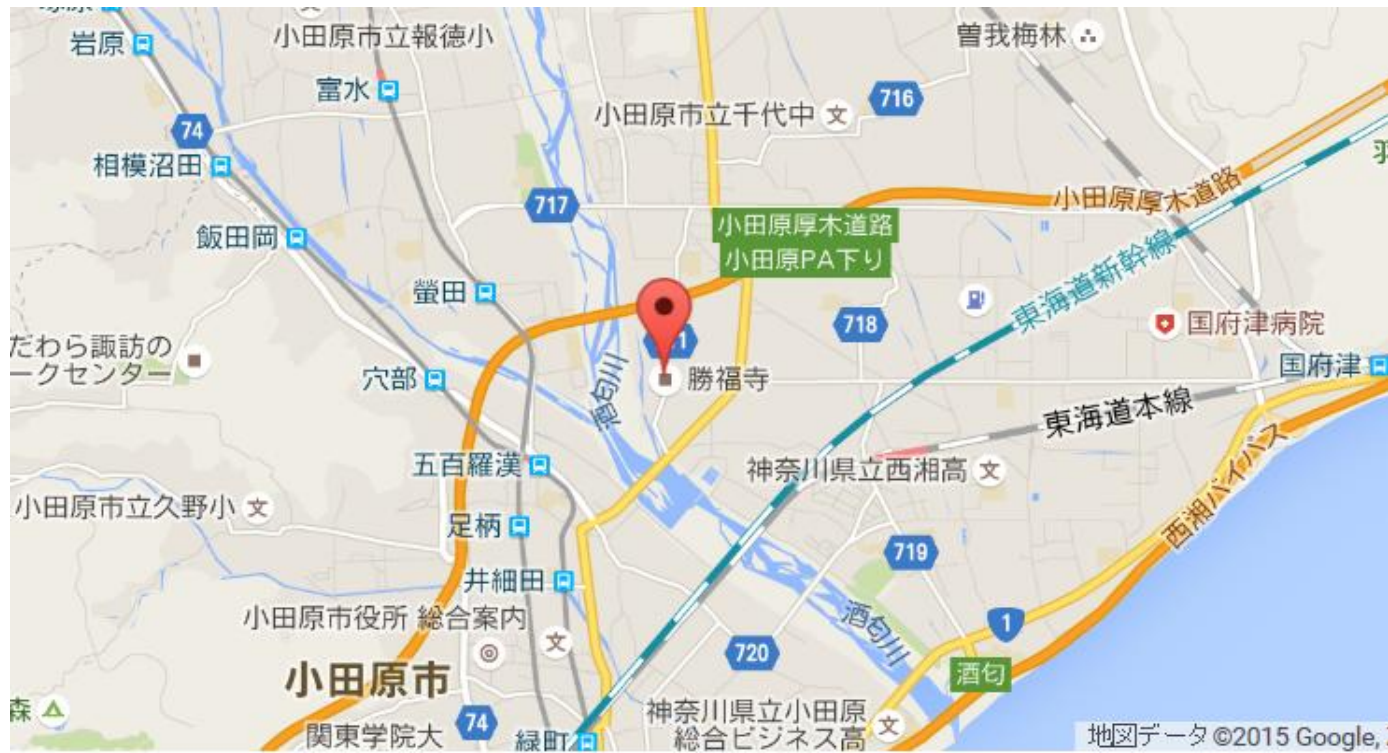 岩原
小田原市立報徳小
曽我梅林
富水
716
小田原市立千代中
74
相模沼田
717
小田原厚木道路
飯田岡
小田原厚木道路
小田原PA下り
東海道新幹線
螢田
718
国府津病院
だわら諏訪の
ークセンター
穴部
酒匂川
勝福寺
国府津
東海道本線
五百羅漢
神奈川県立西湘高
西湘バイパス
小田原市立久野小
足柄
719
井細田
小田原市役所 総合案内
酒匂川
1
720
小田原市
酒匂
森
神奈川県立小田原
総合ビジネス高
関東学院大
74
緑町
地図データ ©2015 Google,